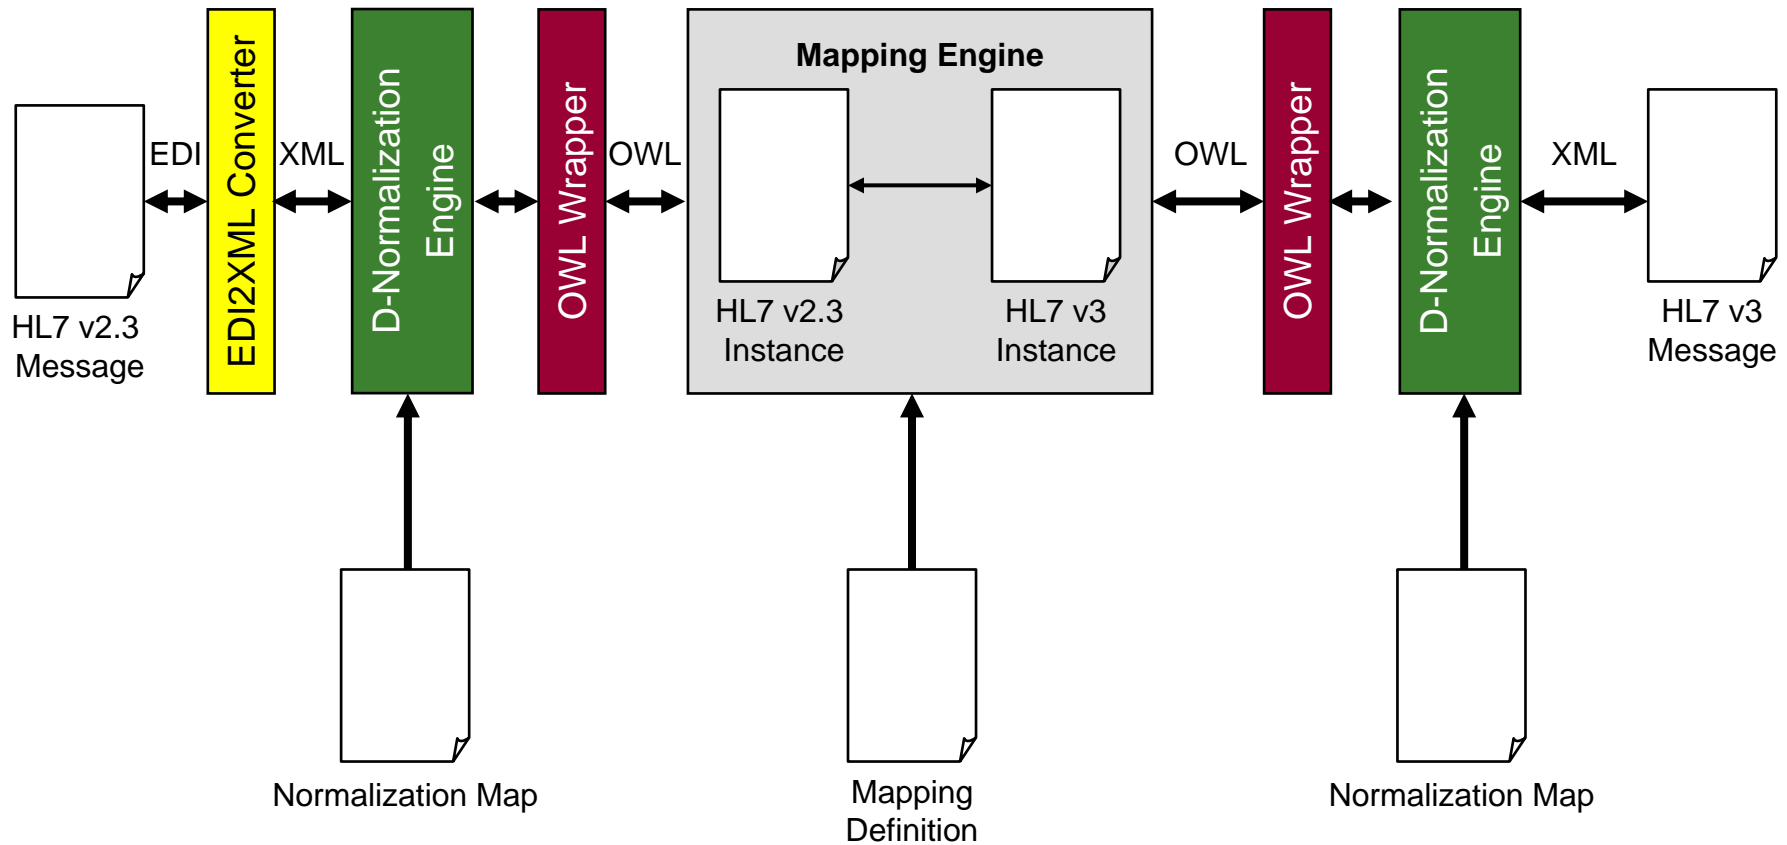 Mapping Engine
EDI
XML
OWL
OWL
XML
EDI2XML Converter
D-Normalization
Engine
OWL Wrapper
OWL Wrapper
D-Normalization
Engine
HL7 v2.3
Message
HL7 v2.3
Instance
HL7 v3
Instance
HL7 v3
Message
Normalization Map
Mapping
Definition
Normalization Map